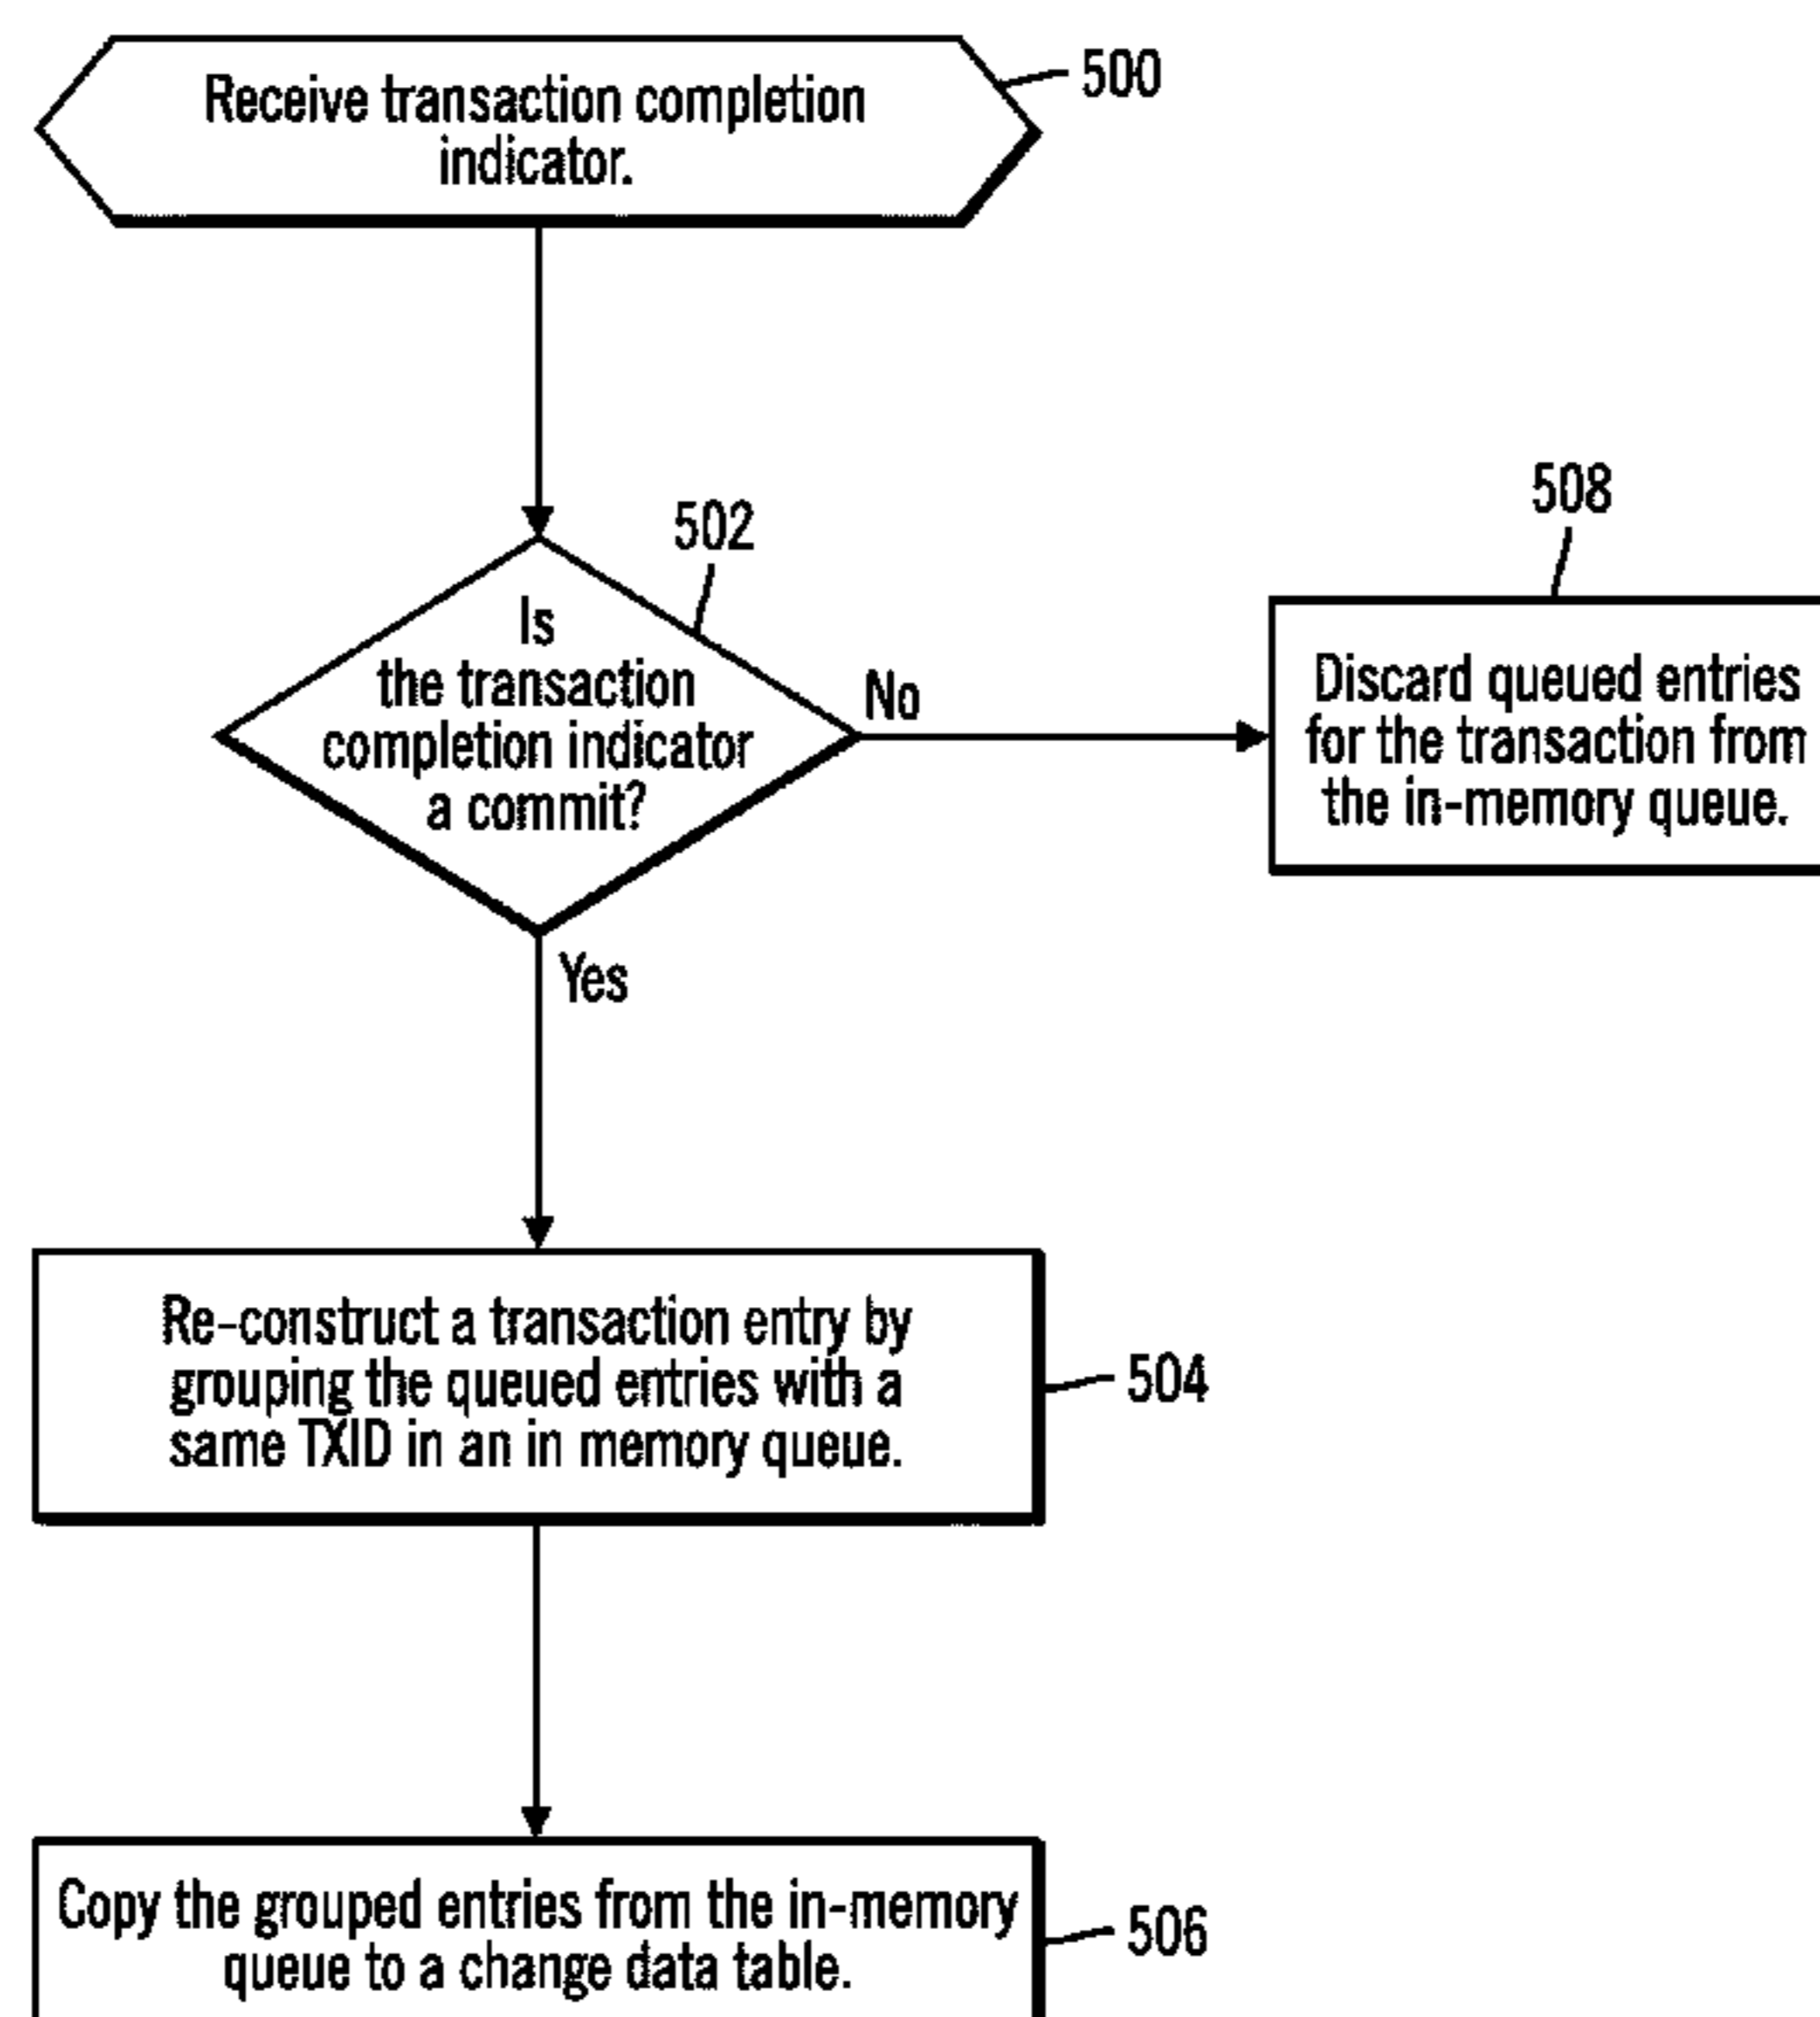 Receive transaction completion
indicator.
500
502
Is
the transaction
completion indicator
a commit?
No
508
Discard queued entries
for the transaction from
the in-memory queue.
Yes
Re-construct a transaction entry by
grouping the queued entries with a
same TXID in an in memory queue.
504
Copy the grouped entries from the in-memory
queue to a change data table.
506